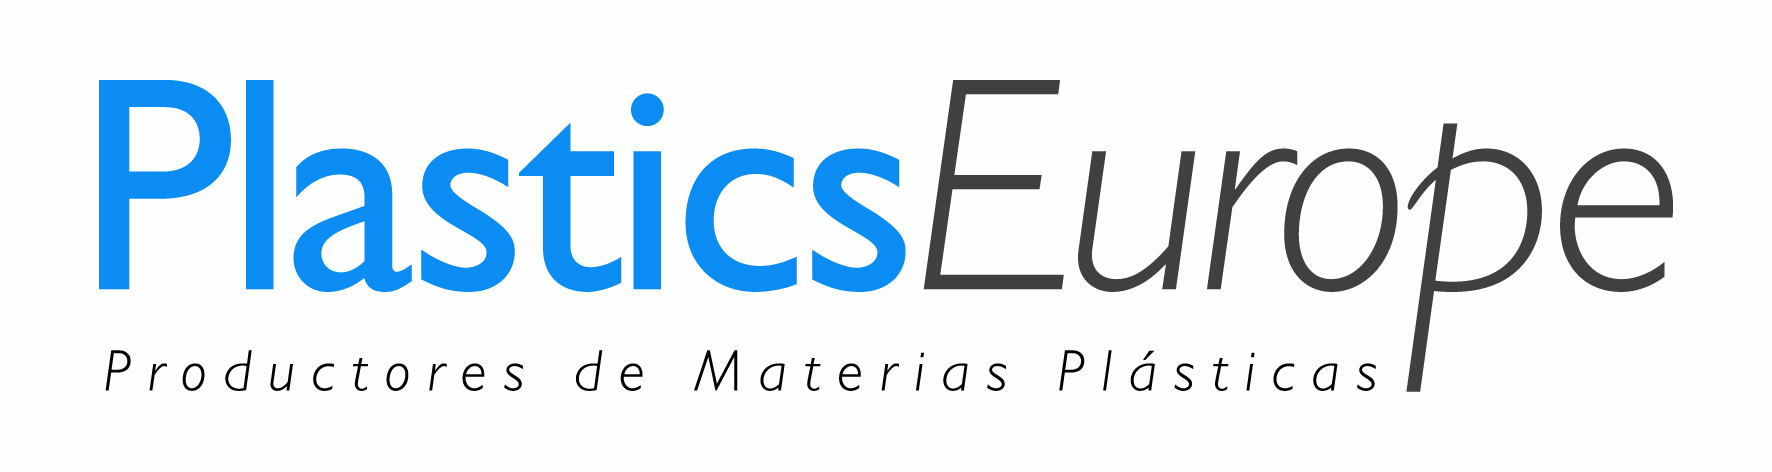 PlasticsEurope
Productores de Materias Plásticas